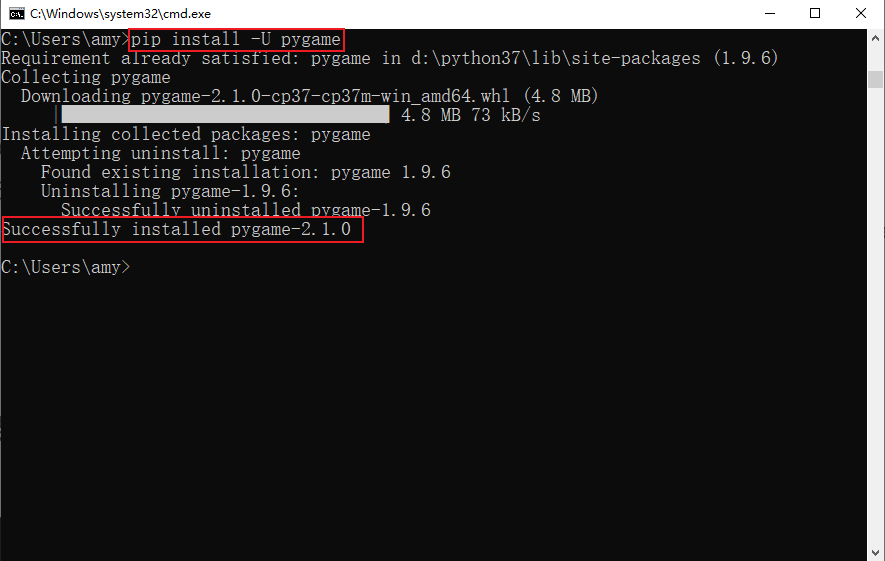 C:\Windows\system32\cmd.exe
C:\Users\amy>pip install -U pygame
Requirement already satisfied: pygame in d:\python37\lib\site-packages (1.9.6)
Collecting pygame
Downloading pygame-2.1.0-cp37-cp37m-win_amd64.whl (4.8 MB)
| 4.8 MB 73 kB/s
Installing collected packages: pygame
Attempting uninstall: pygame
Found existing installation: pygame 1.9.6
Uninstalling pygame-1.9.6:
Successfully uninstalled pygame-1.9.6
Successfully installed pygame-2.1.0
C:\Users\amy>